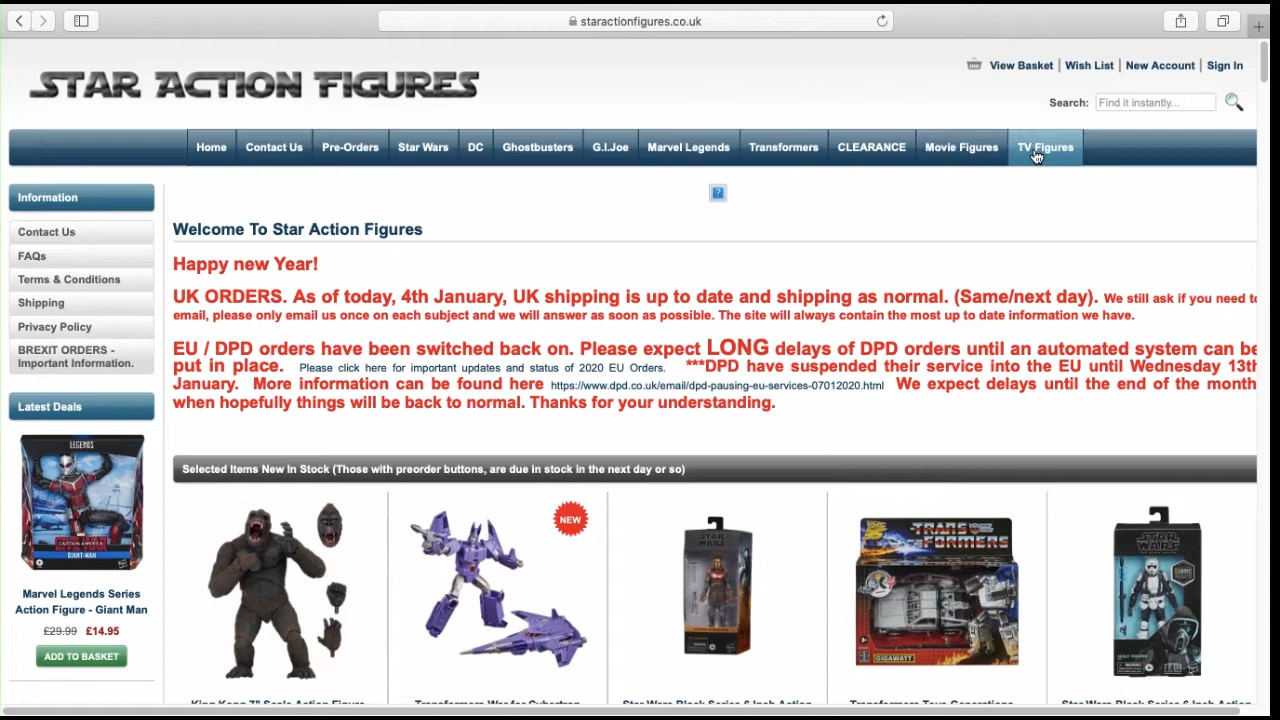 staractionfigures.co.uk
STAR ACTION FIGURES
View Basket | Wish List | New Account | Sign In
Search: Find it instantly...
Home Contact Us Pre-Orders Star Wars DC Ghostbusters G.I.Joe Marvel Legends Transformers CLEARANCE Movie Figures TV Figures
Information
Contact Us
FAQs
Terms & Conditions
Shipping
Privacy Policy
BREXIT ORDERS -
Important Information.
Latest Deals
LEGENDS
CAPTAIN AMERICA
GIANT-MAN
Marvel Legends Series
Action Figure - Giant Man
£29.99 £14.95
ADD TO BASKET
Welcome To Star Action Figures
Happy new Year!
UK ORDERS. As of today, 4th January, UK shipping is up to date and shipping as normal. (Same/next day). We still ask if you need to
email, please only email us once on each subject and we will answer as soon as possible. The site will always contain the most up to date information we have.
EU / DPD orders have been switched back on. Please expect LONG delays of DPD orders until an automated system can be
put in place. Please click here for important updates and status of 2020 EU Orders. ***DPD have suspended their service into the EU until Wednesday 13th
January. More information can be found here https://www.dpd.co.uk/email/dpd-pausing-eu-services-07012020.html We expect delays until the end of the month
when hopefully things will be back to normal. Thanks for your understanding.
Selected Items New In Stock (Those with preorder buttons, are due in stock in the next day or so)
NEW
STAR WARS
TRANSFORMERS
GIGAWATT
STAR WARS
King Kong 7" Scale Action Figure
Transformers War for Cybertron
Star Wars Black Series 6 Inch Action
Transformers Toys Generations
Star Wars Black Series 6 Inch Action